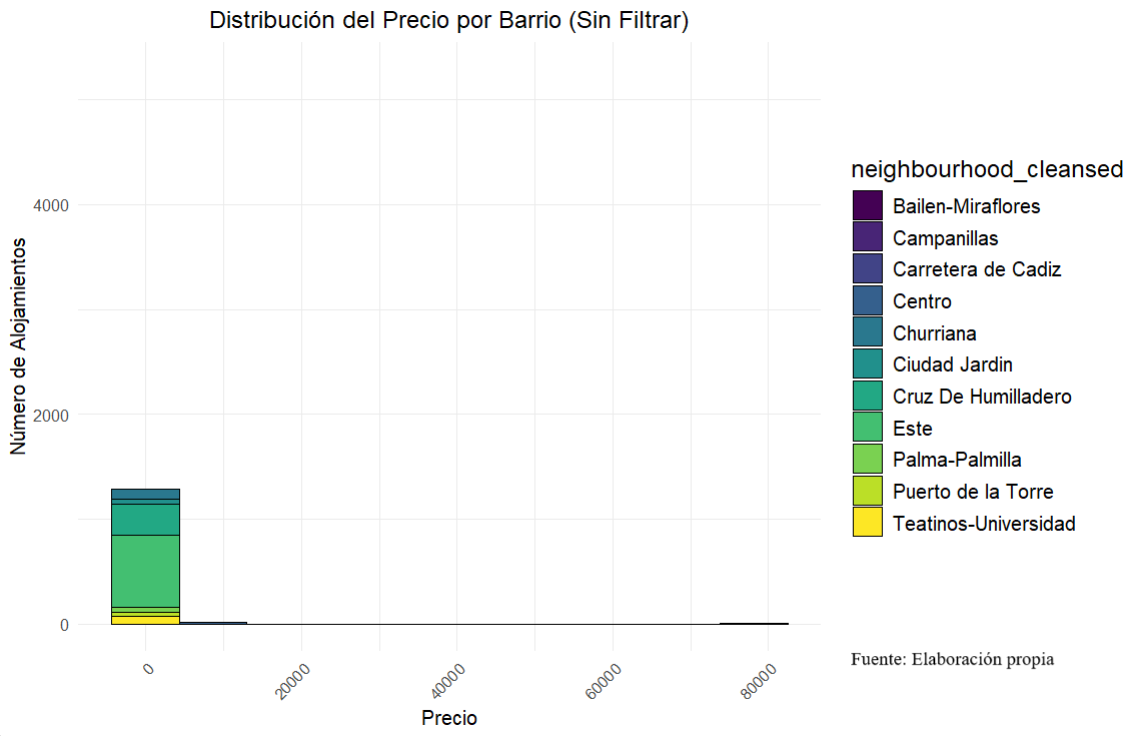 Distribución del Precio por Barrio (Sin Filtrar)
Número de Alojamientos
4000
2000
0
0
20000
40000
60000
80000
Precio
neighbourhood_cleansed
Bailen-Miraflores
Campanillas
Carretera de Cadiz
Centro
Churriana
Ciudad Jardin
Cruz De Humilladero
Este
Palma-Palmilla
Puerto de la Torre
Teatinos-Universidad
Fuente: Elaboración propia